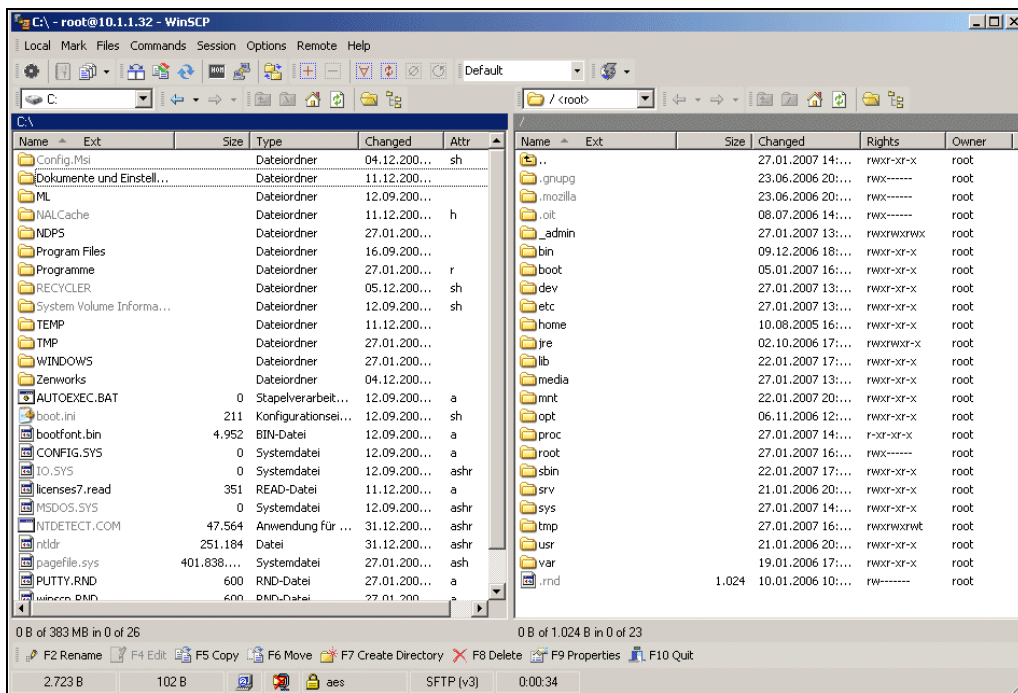 C:\ - root@10.1.1.32 - WinSCP
Local Mark Files Commands Session Options Remote Help
Default
C:
/ <root>
C:\
Name Ext Size Type Changed Attr
Config.Msi Dateiordner 04.12.200... sh
Dokumente und Einstell... Dateiordner 11.12.200...
ML Dateiordner 12.09.200...
NALCache Dateiordner 11.12.200... h
NDPS Dateiordner 27.01.200...
Program Files Dateiordner 16.09.200...
Programme Dateiordner 27.01.200... r
RECYCLER Dateiordner 05.12.200... sh
System Volume Informa... Dateiordner 12.09.200... sh
TEMP Dateiordner 11.12.200...
TMP Dateiordner 27.01.200...
WINDOWS Dateiordner 27.01.200...
Zenworks Dateiordner 04.12.200...
AUTOEXEC.BAT 0 Stapelverarbeit... 12.09.200... a
boot.ini 211 Konfigurationsei... 12.09.200... sh
bootfont.bin 4.952 BIN-Datei 12.09.200... a
CONFIG.SYS 0 Systemdatei 12.09.200... a
IO.SYS 0 Systemdatei 12.09.200... ashr
licenses7.read 351 READ-Datei 11.12.200... a
MSDOS.SYS 0 Systemdatei 12.09.200... ashr
NTDETECT.COM 47.564 Anwendung für ... 31.12.200... ashr
ntldr 251.184 Datei 31.12.200... ashr
pagefile.sys 401.838.... Systemdatei 27.01.200... ash
PUTTY.RND 600 RND-Datei 27.01.200... a
winscp.RND 600 RND-Datei 27.01.200... a
0 B of 383 MB in 0 of 26
/
Name Ext Size Changed Rights Owner
.. 27.01.2007 14:... rwxr-xr-x root
.gnupg 23.06.2006 20:... rwx------ root
.mozilla 23.06.2006 20:... rwx------ root
.oit 08.07.2006 14:... rwx------ root
_admin 27.01.2007 13:... rwxrwxrwx root
bin 09.12.2006 18:... rwxr-xr-x root
boot 05.01.2007 16:... rwxr-xr-x root
dev 27.01.2007 13:... rwxr-xr-x root
etc 27.01.2007 13:... rwxr-xr-x root
home 10.08.2005 16:... rwxr-xr-x root
jre 02.10.2006 17:... rwxrwxr-x root
lib 22.01.2007 17:... rwxr-xr-x root
media 27.01.2007 13:... rwxr-xr-x root
mnt 22.01.2007 20:... rwxr-xr-x root
opt 06.11.2006 12:... rwxr-xr-x root
proc 27.01.2007 14:... r-xr-xr-x root
root 27.01.2007 16:... rwx------ root
sbin 22.01.2007 17:... rwxr-xr-x root
srv 21.01.2006 20:... rwxr-xr-x root
sys 27.01.2007 14:... rwxr-xr-x root
tmp 27.01.2007 16:... rwxrwxrwt root
usr 21.01.2006 20:... rwxr-xr-x root
var 19.01.2006 17:... rwxr-xr-x root
.rnd 1.024 10.01.2006 10:... rw------- root
0 B of 1.024 B in 0 of 23
F2 Rename F4 Edit F5 Copy F6 Move F7 Create Directory F8 Delete F9 Properties F10 Quit
2.723 B 102 B aes SFTP (v3) 0:00:34